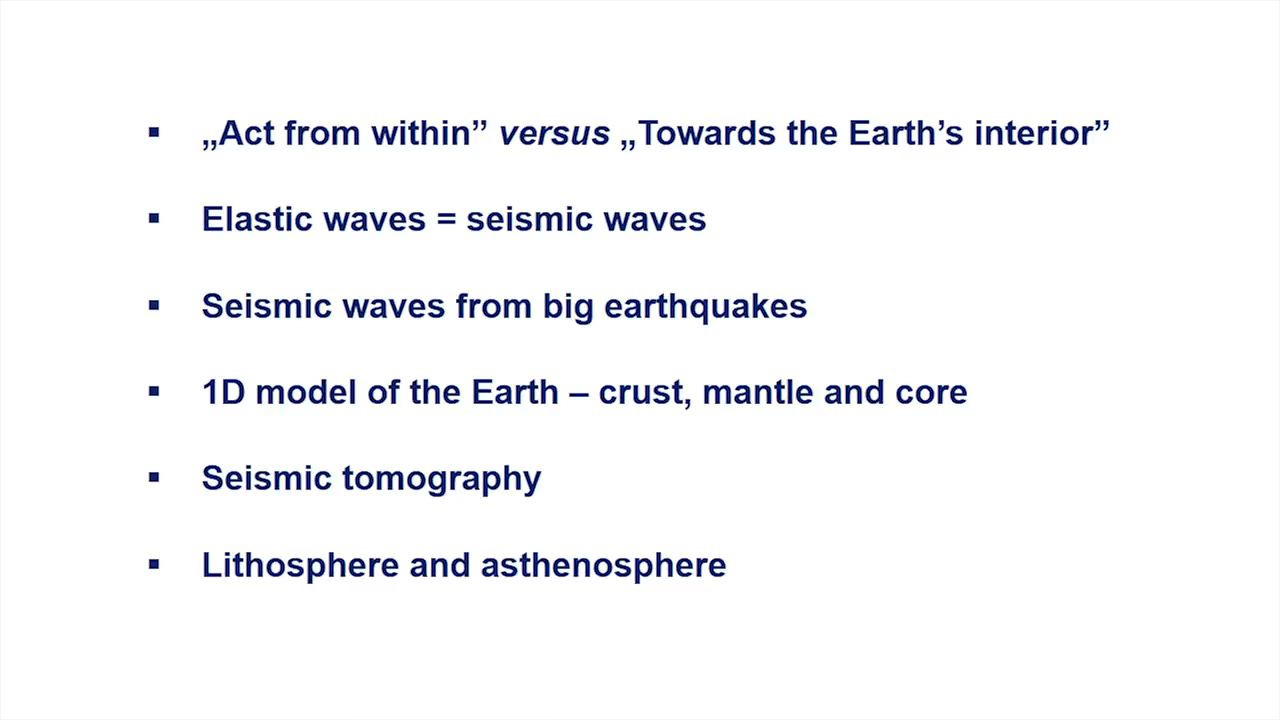 ▪ „Act from within” versus „Towards the Earth’s interior”
▪ Elastic waves = seismic waves
▪ Seismic waves from big earthquakes
▪ 1D model of the Earth – crust, mantle and core
▪ Seismic tomography
▪ Lithosphere and asthenosphere